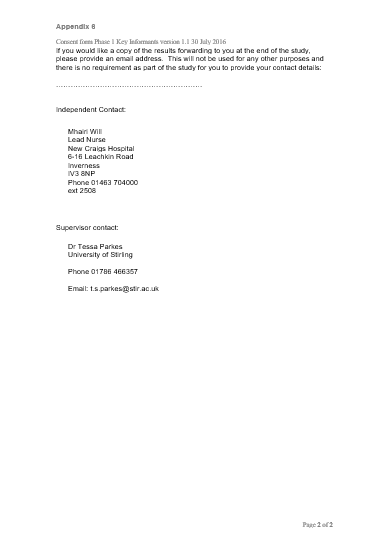 Appendix 6
Consent form Phase 1 Key Informants version 1.1 30 July 2016
If you would like a copy of the results forwarding to you at the end of the study,
please provide an email address. This will not be used for any other purposes and
there is no requirement as part of the study for you to provide your contact details:
……………………………………………………
Independent Contact:
Mhairi Will
Lead Nurse
New Craigs Hospital
6-16 Leachkin Road
Inverness
IV3 8NP
Phone 01463 704000
ext 2508
Supervisor contact:
Dr Tessa Parkes
University of Stirling
Phone 01786 466357
Email: t.s.parkes@stir.ac.uk
Page 2 of 2